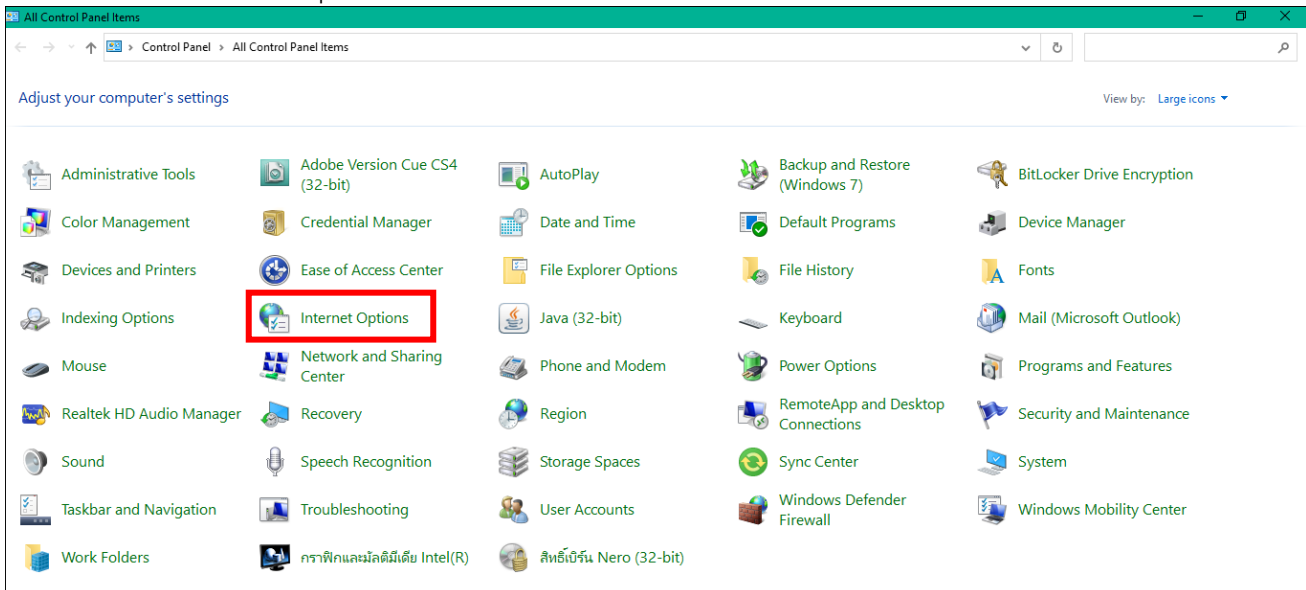 All Control Panel Items
Control Panel > All Control Panel Items
Adjust your computer's settings
View by: Large icons
Administrative Tools
Adobe Version Cue CS4
(32-bit)
AutoPlay
Backup and Restore
(Windows 7)
BitLocker Drive Encryption
Color Management
Credential Manager
Date and Time
Default Programs
Device Manager
Devices and Printers
Ease of Access Center
File Explorer Options
File History
Fonts
Indexing Options
Internet Options
Java (32-bit)
Keyboard
Mail (Microsoft Outlook)
Mouse
Network and Sharing
Center
Phone and Modem
Power Options
Programs and Features
Realtek HD Audio Manager
Recovery
Region
RemoteApp and Desktop
Connections
Security and Maintenance
Sound
Speech Recognition
Storage Spaces
Sync Center
System
Taskbar and Navigation
Troubleshooting
User Accounts
Windows Defender
Firewall
Windows Mobility Center
Work Folders
กราฟิกและมัลติมีเดีย Intel(R)
สิทธิ์เบิร์น Nero (32-bit)